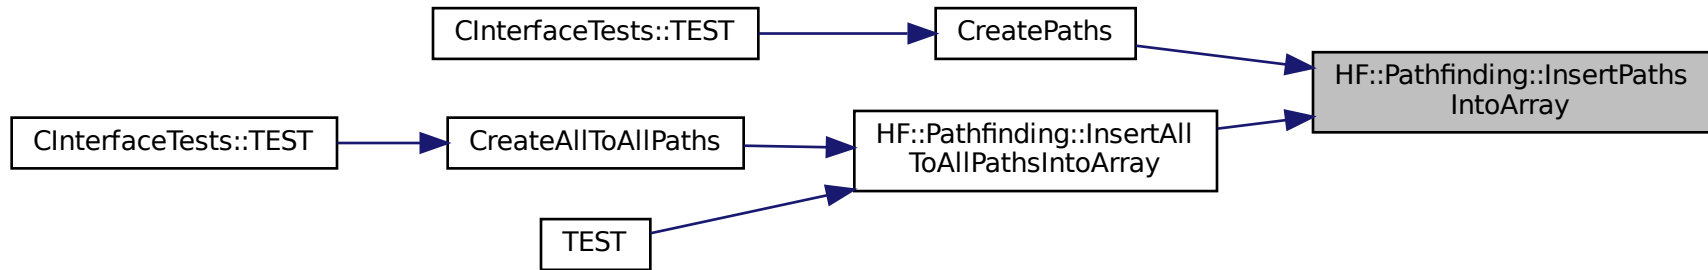 CInterfaceTests::TEST
CreatePaths
HF::Pathfinding::InsertPaths
IntoArray
CInterfaceTests::TEST
CreateAllToAllPaths
HF::Pathfinding::InsertAll
ToAllPathsIntoArray
TEST